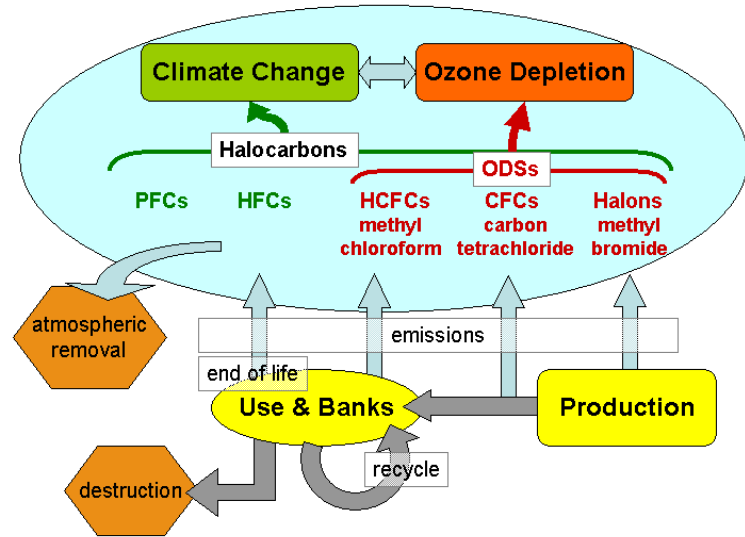 Climate Change
Ozone Depletion
Halocarbons
ODSs
PFCs
HFCs
HCFCs
methyl
chloroform
CFCs
carbon
tetrachloride
Halons
methyl
bromide
atmospheric
removal
emissions
end of life
Use & Banks
Production
recycle
destruction